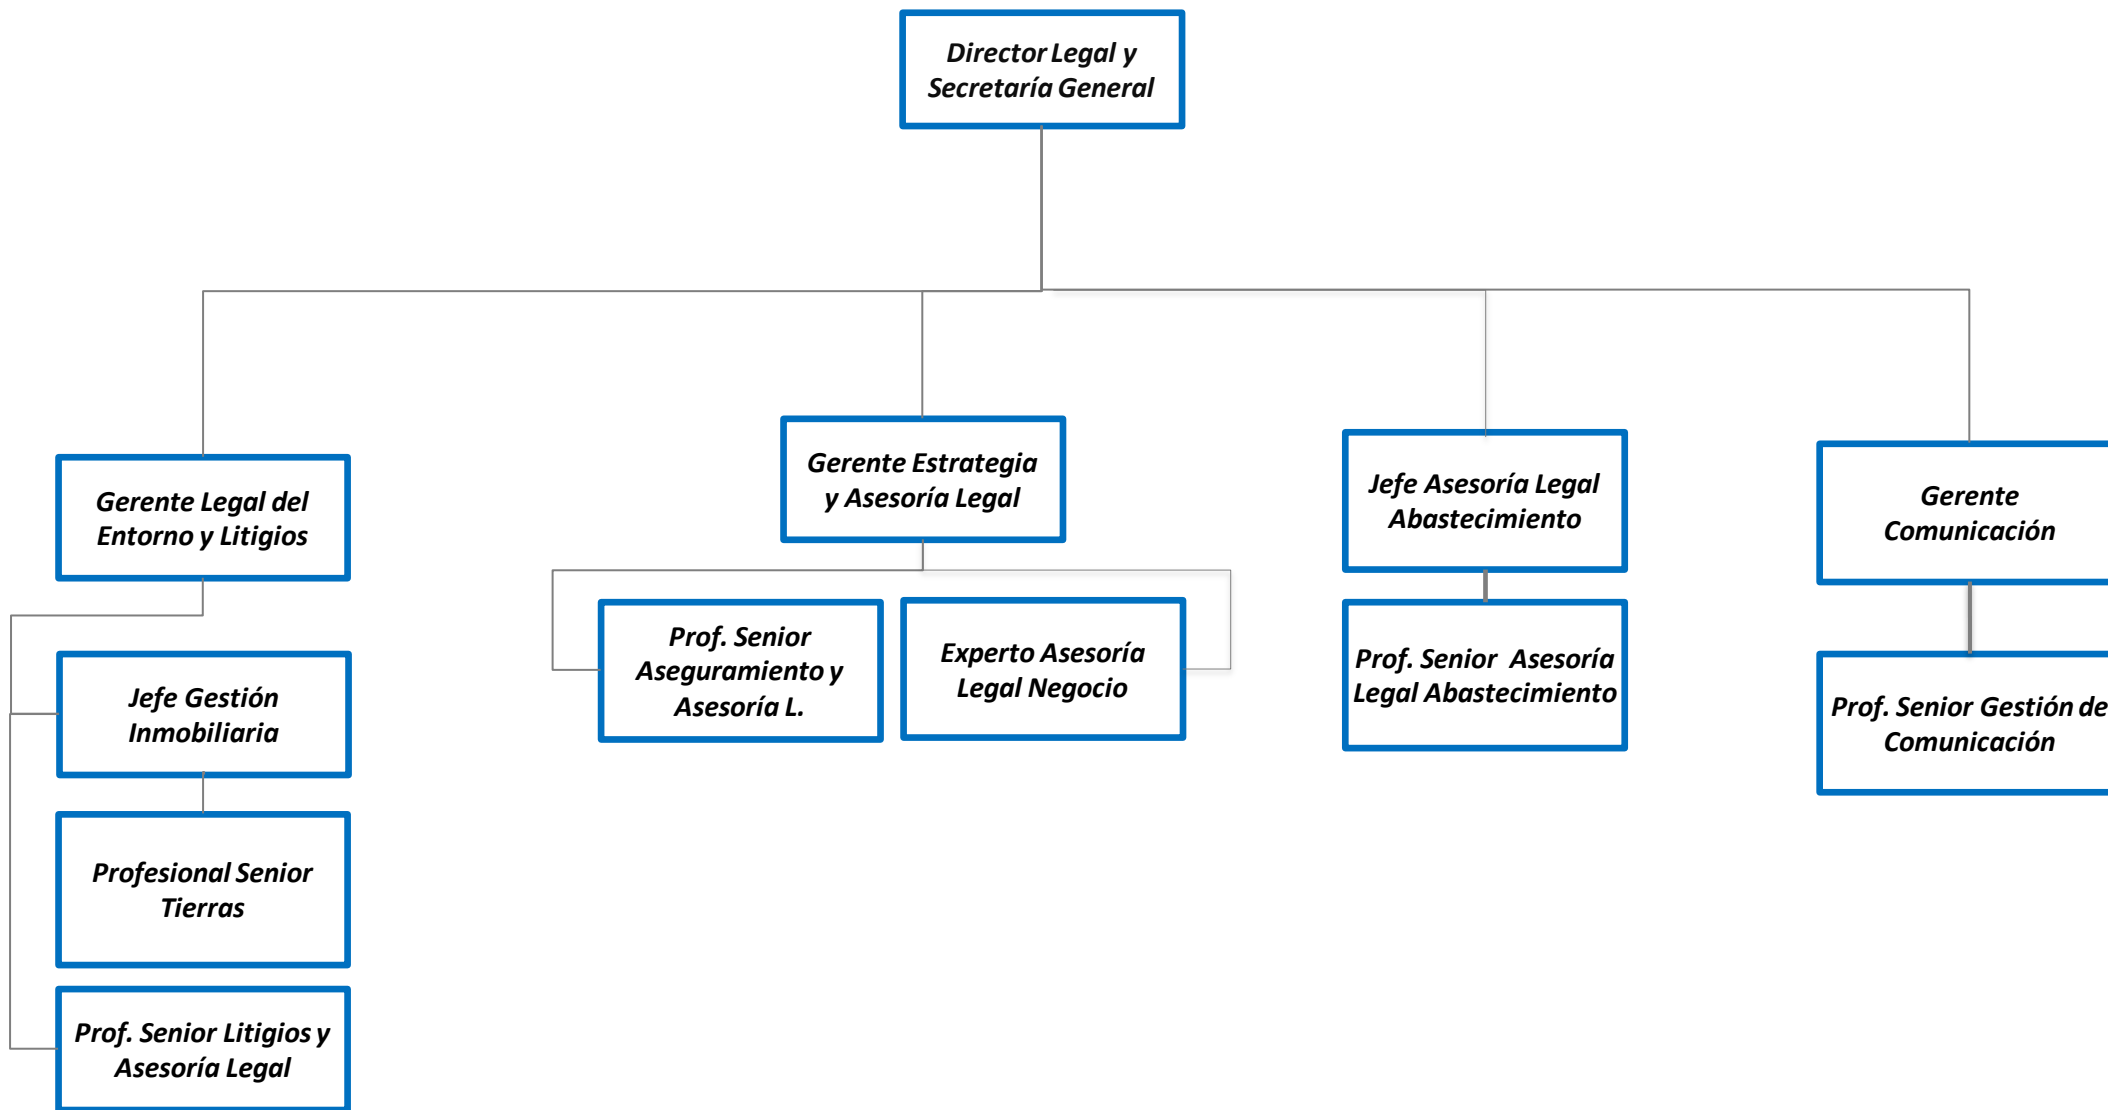 Director Legal y
Secretaría General
Gerente Legal del
Entorno y Litigios
Gerente Estrategia
y Asesoría Legal
Jefe Asesoría Legal
Abastecimiento
Gerente
Comunicación
Jefe Gestión
Inmobiliaria
Prof. Senior
Aseguramiento y
Asesoría L.
Experto Asesoría
Legal Negocio
Prof. Senior Asesoría
Legal Abastecimiento
Prof. Senior Gestión de
Comunicación
Profesional Senior
Tierras
Prof. Senior Litigios y
Asesoría Legal